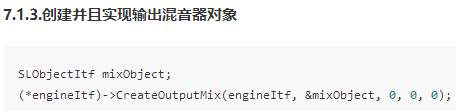 7.1.3.创建并且实现输出混音器对象
SLObjectItf mixObject;
(*engineItf)->CreateOutputMix(engineItf, &mixObject, 0, 0, 0);